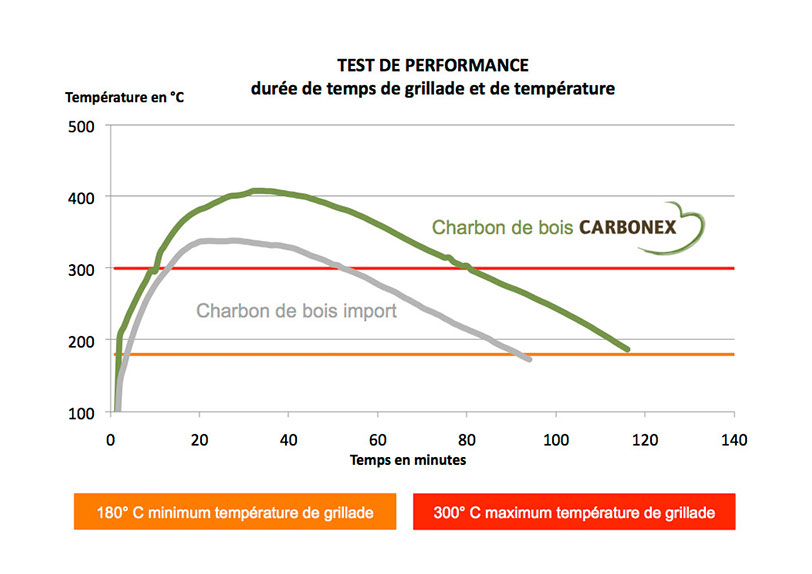 TEST DE PERFORMANCE
durée de temps de grillade et de température
Température en °C
500
400
Charbon de bois CARBONEX
300
Charbon de bois import
200
100
0 20 40 60 80 100 120 140
Temps en minutes
180° C minimum température de grillade
300° C maximum température de grillade